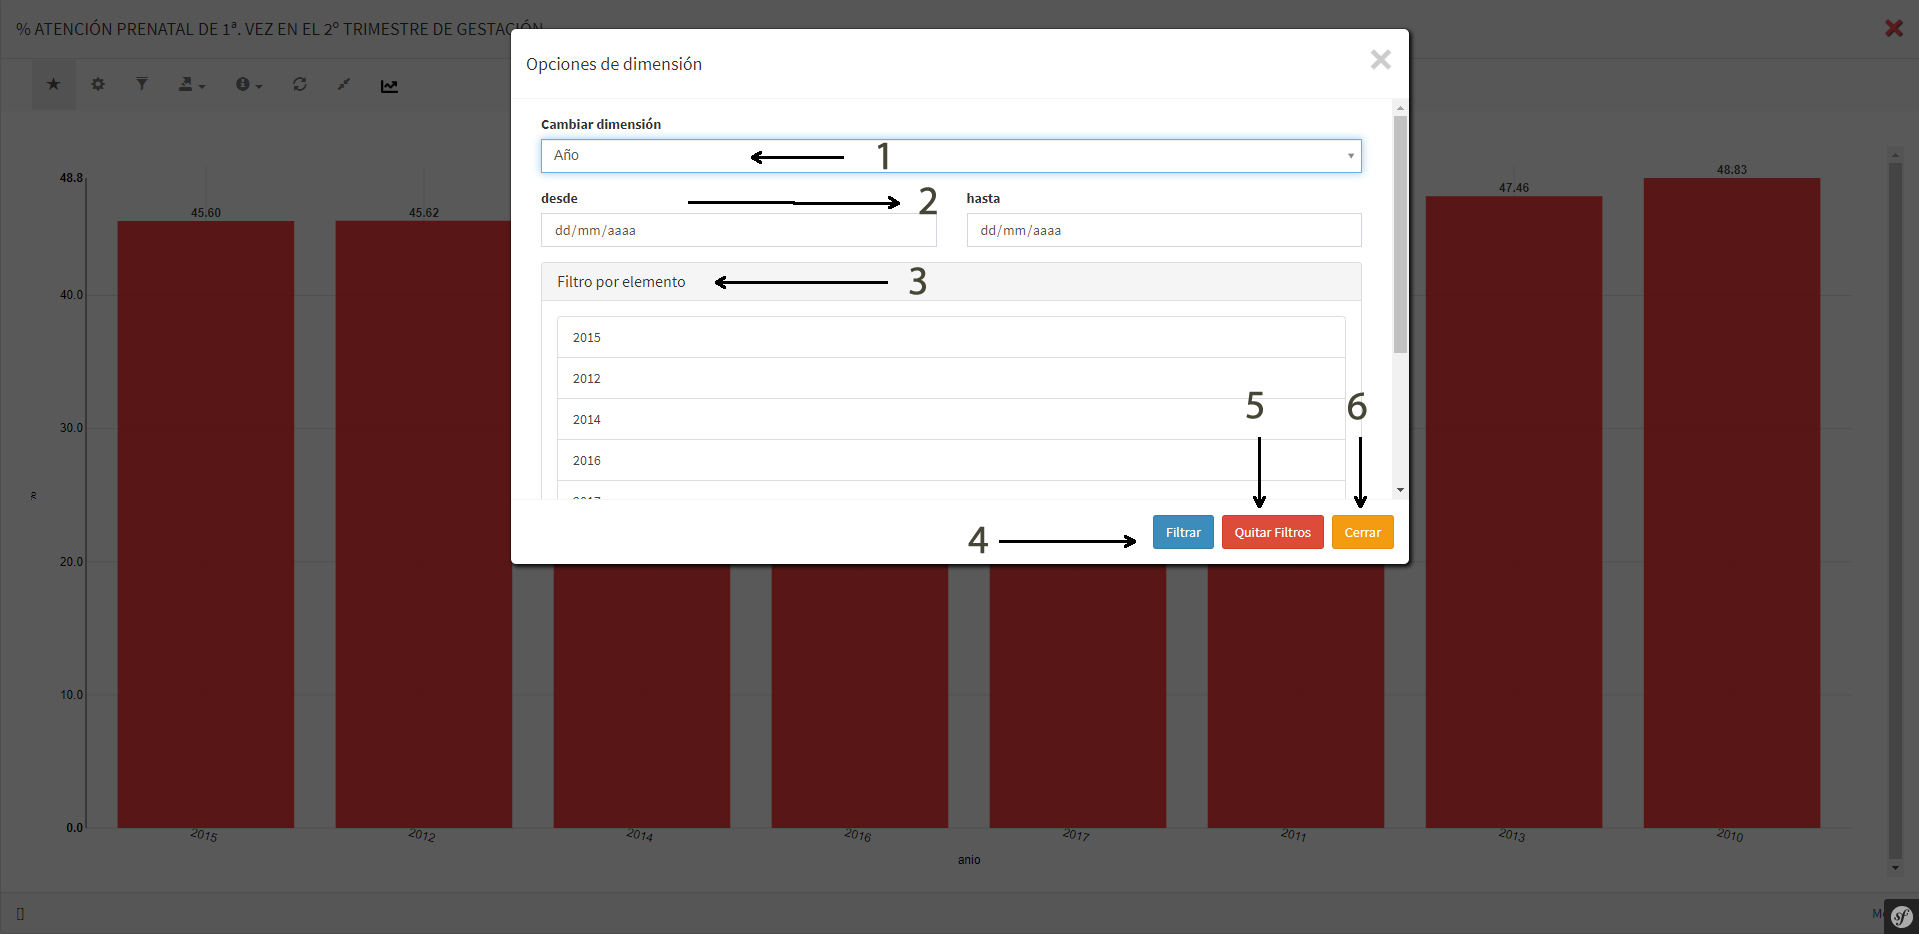 % ATENCIÓN PRENATAL DE 1ª. VEZ EN EL 2º TRIMESTRE DE GESTACIÓN
Opciones de dimensión
Cambiar dimensión
Año
1
desde
2
hasta
dd/mm/aaaa
dd/mm/aaaa
Filtro por elemento
3
2015
2012
2014
2016
2017
5
6
4
Filtrar
Quitar Filtros
Cerrar
48.8
40.0
30.0
20.0
10.0
0.0
%
45.60
45.62
47.46
48.83
2015
2012
2014
2016
2017
2011
2013
2010
anio
[]
sf